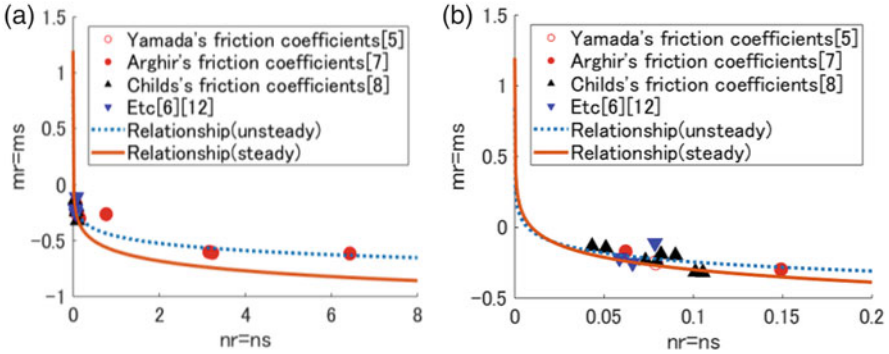 (a)
mr=ms
1.5
1
0.5
0
−0.5
−1
0
2
4
6
8
nr=ns
Yamada's friction coefficients[5]
Arghir's friction coefficients[7]
Childs's friction coefficients[8]
Etc[6][12]
Relationship(unsteady)
Relationship(steady)
(b)
mr=ms
1.5
1
0.5
0
-0.5
0
0.05
0.1
0.15
0.2
nr=ns
Yamada's friction coefficients[5]
Arghir's friction coefficients[7]
Childs's friction coefficients[8]
Etc[6][12]
Relationship(unsteady)
Relationship(steady)